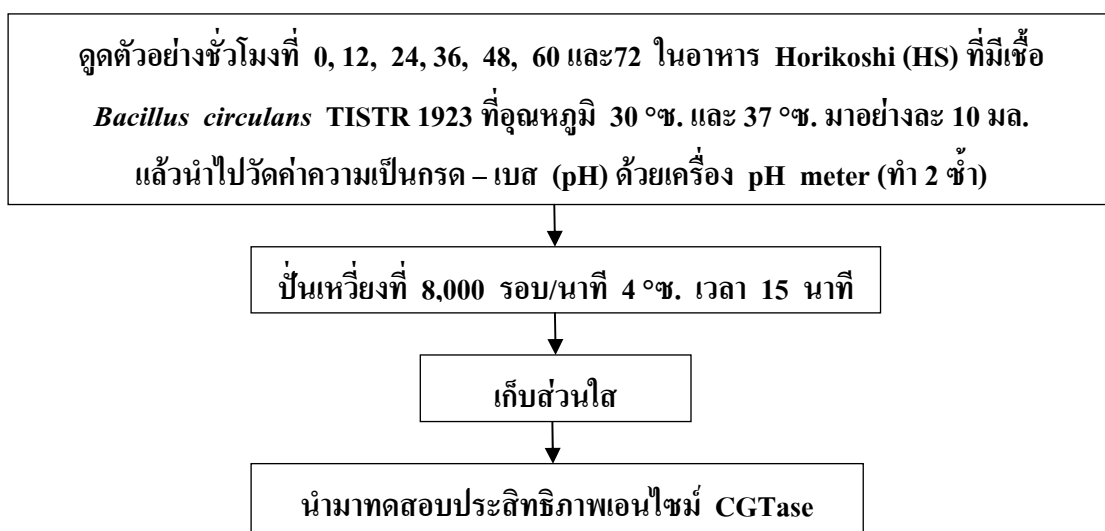 ดูดตัวอย่างชั่วโมงที่ 0, 12, 24, 36, 48, 60 และ72 ในอาหาร Horikoshi (HS) ที่มีเชื้อ
Bacillus circulans TISTR 1923 ที่อุณหภูมิ 30 °ซ. และ 37 °ซ. มาอย่างละ 10 มล.
แล้วนำไปวัดค่าความเป็นกรด – เบส (pH) ด้วยเครื่อง pH meter (ทำ 2 ซ้ำ)
ปั่นเหวี่ยงที่ 8,000 รอบ/นาที 4 °ซ. เวลา 15 นาที
เก็บส่วนใส
นำมาทดสอบประสิทธิภาพเอนไซม์ CGTase